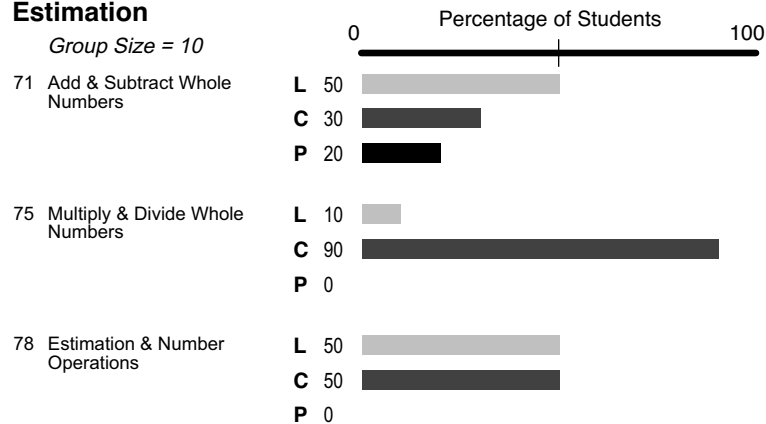 Estimation
Group Size = 10
Percentage of Students
0
100
71 Add & Subtract Whole
Numbers
L 50
C 30
P 20
75 Multiply & Divide Whole
Numbers
L 10
C 90
P 0
78 Estimation & Number
Operations
L 50
C 50
P 0